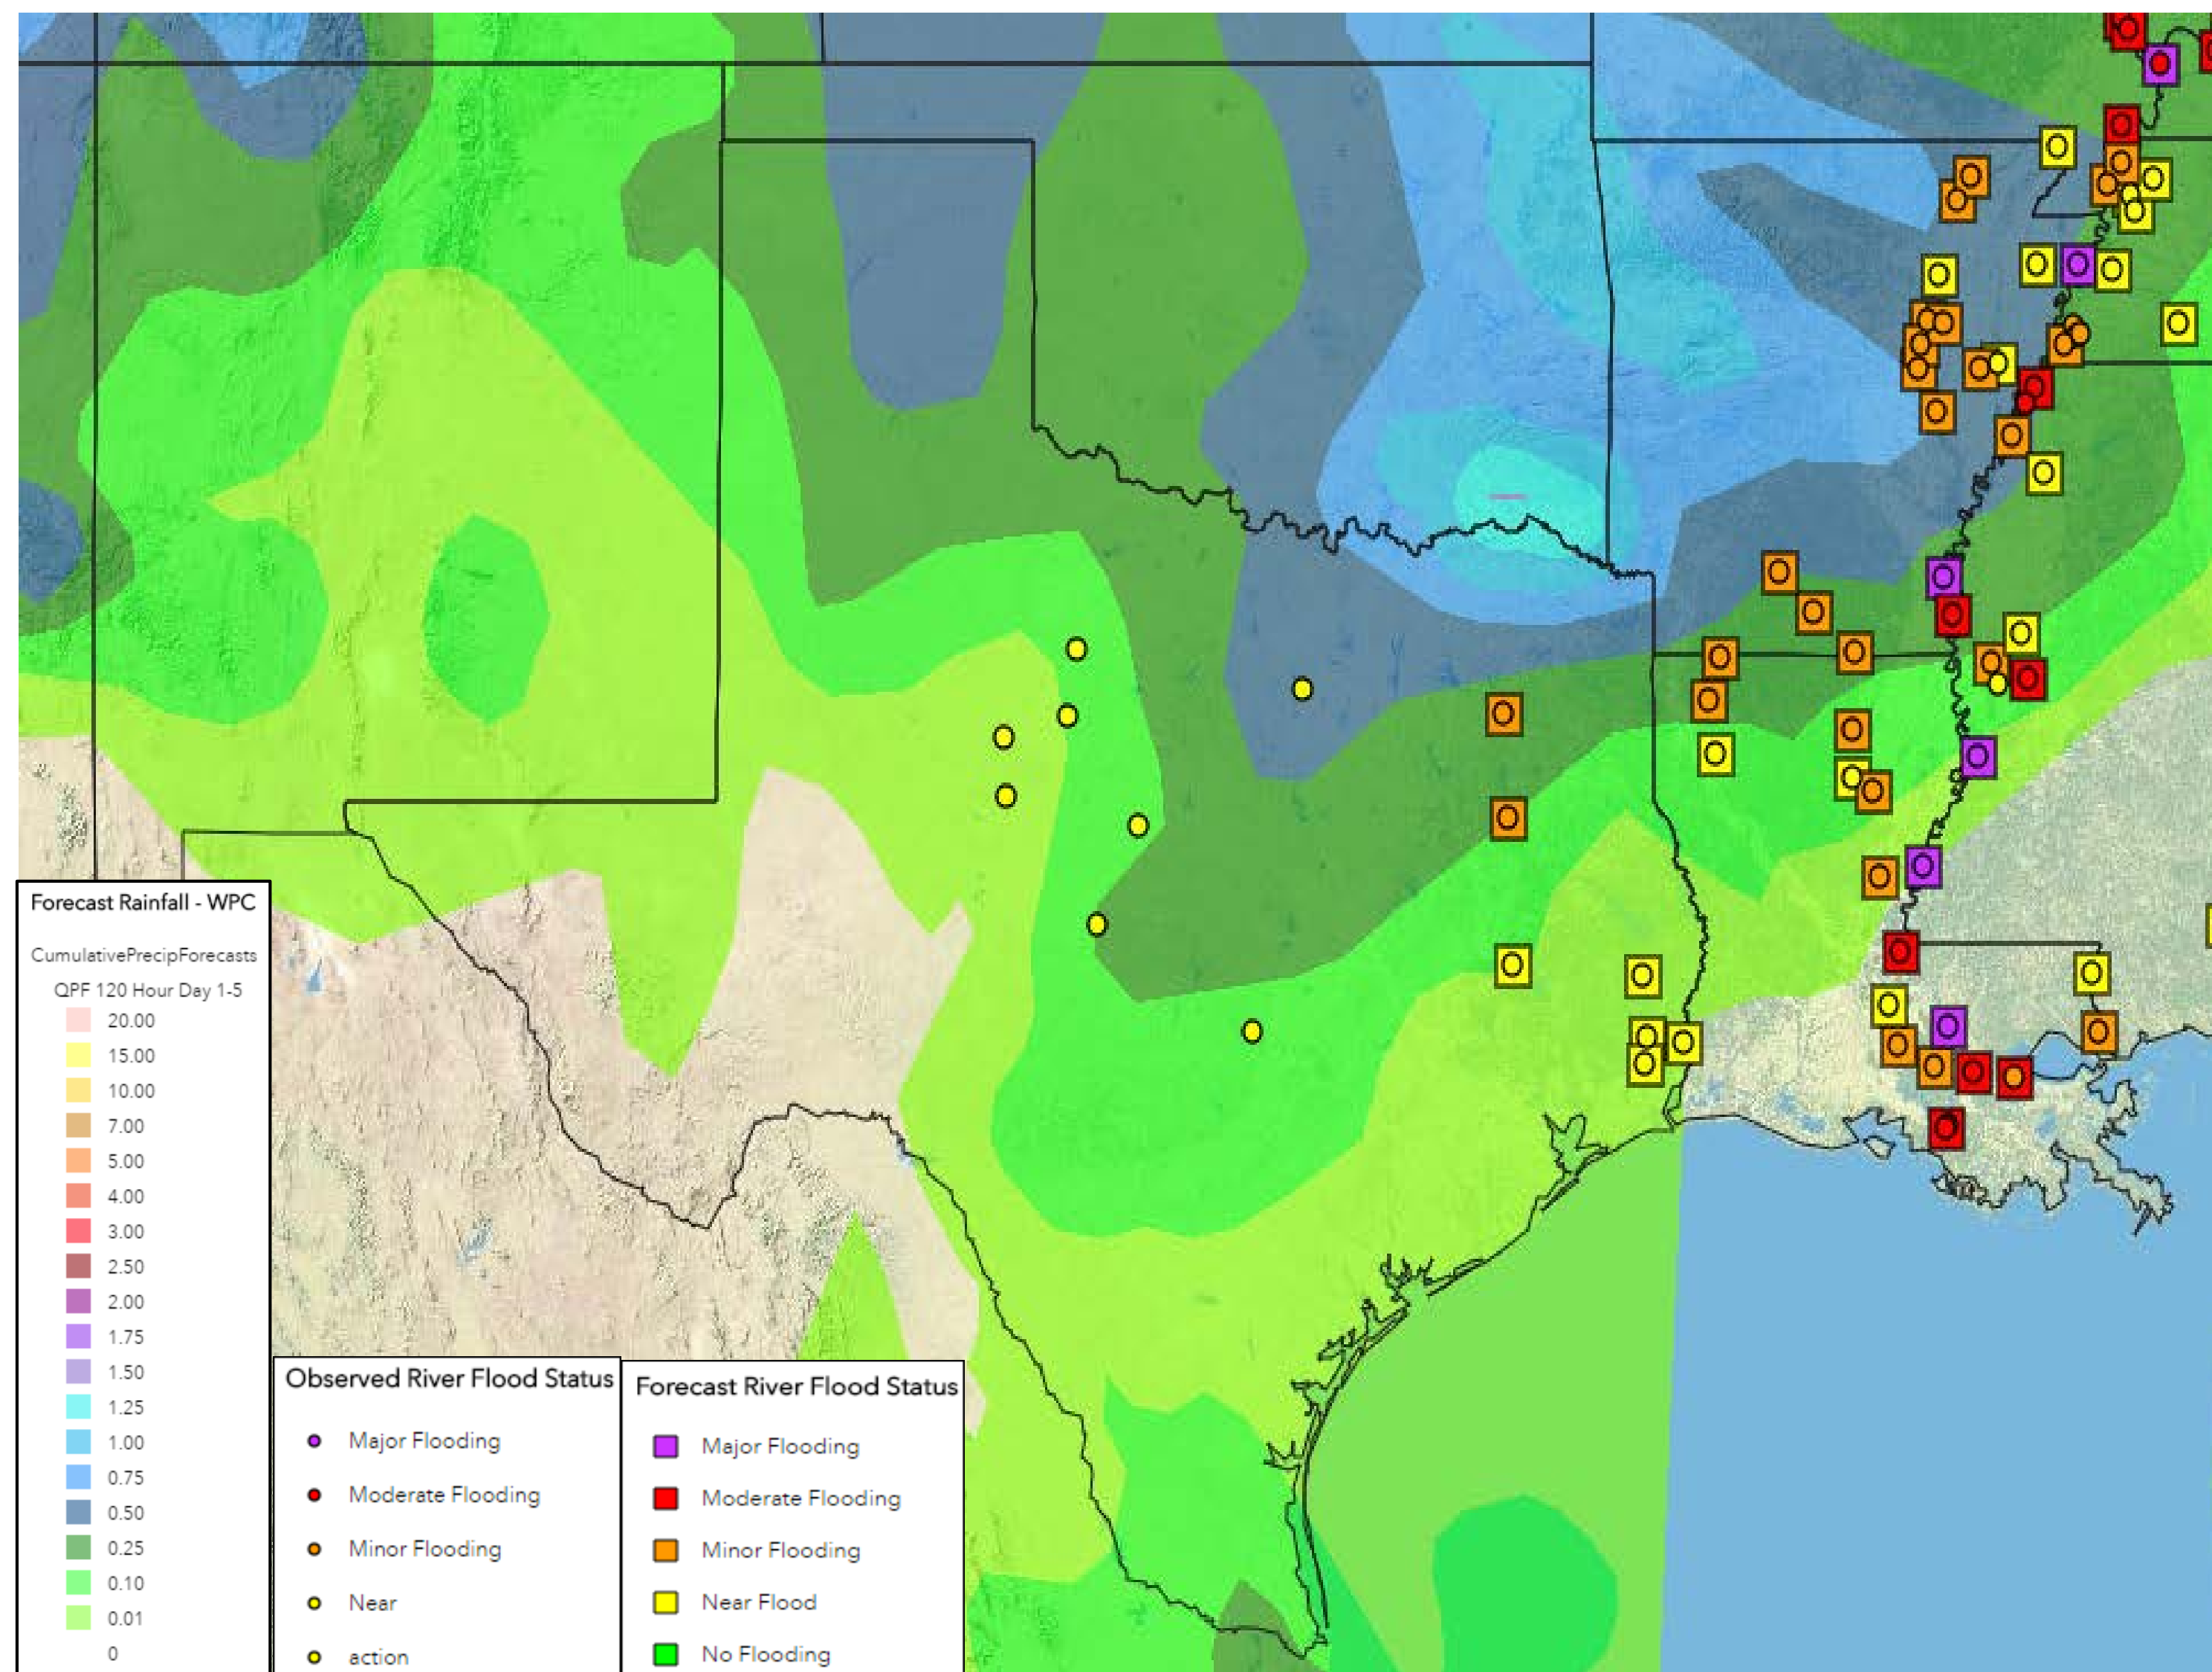 Forecast Rainfall - WPC
CumulativePrecipForecasts
QPF 120 Hour Day 1-5
20.00
15.00
10.00
7.00
5.00
4.00
3.00
2.50
2.00
1.75
1.50
1.25
1.00
0.75
0.50
0.25
0.10
0.01
0
Observed River Flood Status
Major Flooding
Moderate Flooding
Minor Flooding
Near
action
Forecast River Flood Status
Major Flooding
Moderate Flooding
Minor Flooding
Near Flood
No Flooding